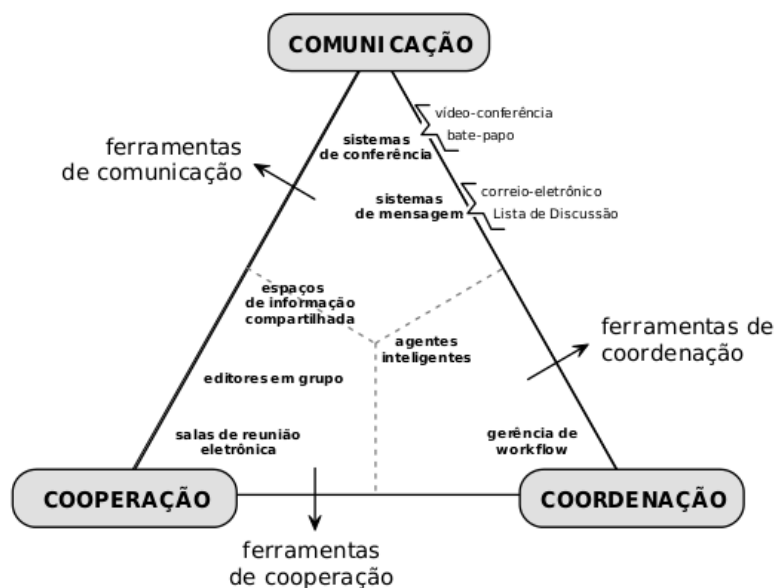 COMUNICAÇÃO
vídeo-conferência
bate-papo
sistemas
de conferência
ferramentas
de comunicação
correio-eletrônico
Lista de Discussão
sistemas
de mensagem
espaços
de informação
compartilhada
ferramentas de
coordenação
agentes
inteligentes
editores em grupo
salas de reunião
eletrônica
gerência de
workflow
COOPERAÇÃO
COORDENAÇÃO
ferramentas
de cooperação